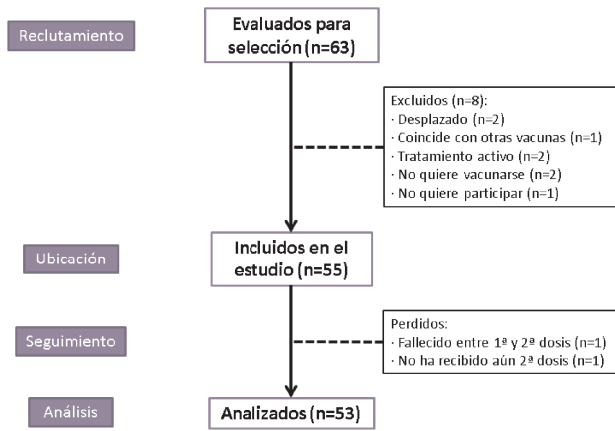 Reclutamiento
Evaluados para
selección (n=63)
Excluidos (n=8):
· Desplazado (n=2)
· Coincide con otras vacunas (n=1)
· Tratamiento activo (n=2)
· No quiere vacunarse (n=2)
· No quiere participar (n=1)
Ubicación
Incluidos en el
estudio (n=55)
Seguimiento
Perdidos:
· Fallecido entre 1ª y 2ª dosis (n=1)
· No ha recibido aún 2ª dosis (n=1)
Análisis
Analizados (n=53)